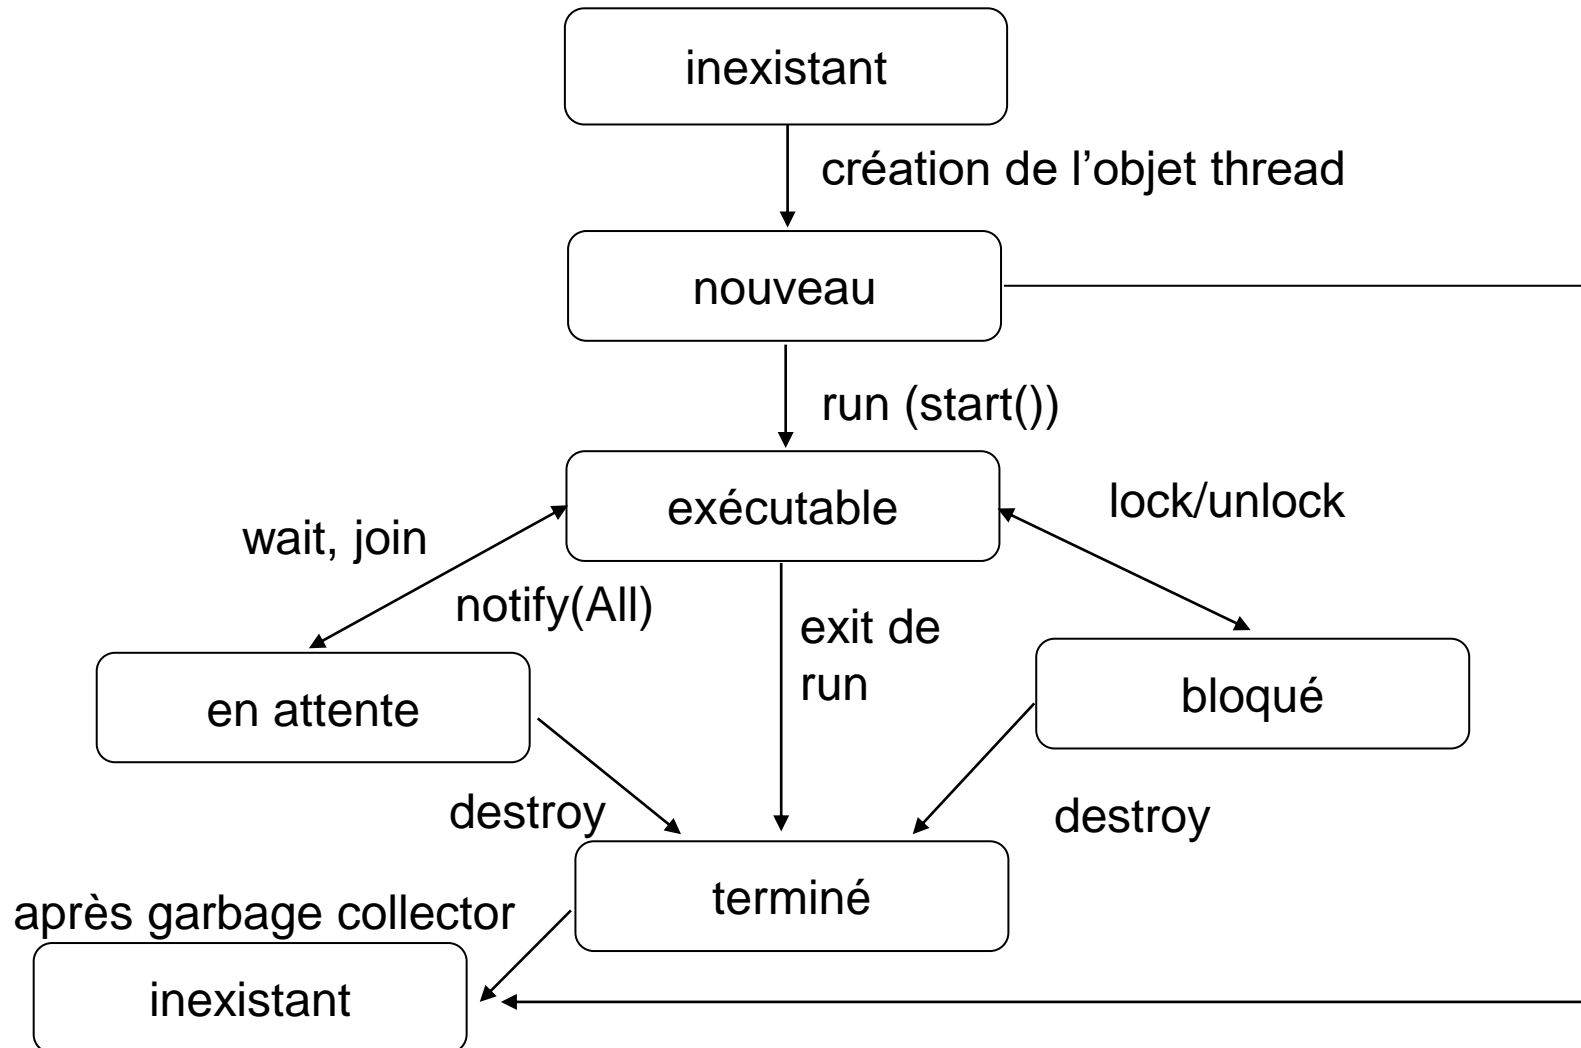 inexistant
création de l’objet thread
nouveau
run (start())
exécutable
lock/unlock
wait, join
notify(All)
exit de
run
en attente
bloqué
destroy
destroy
terminé
après garbage collector
inexistant